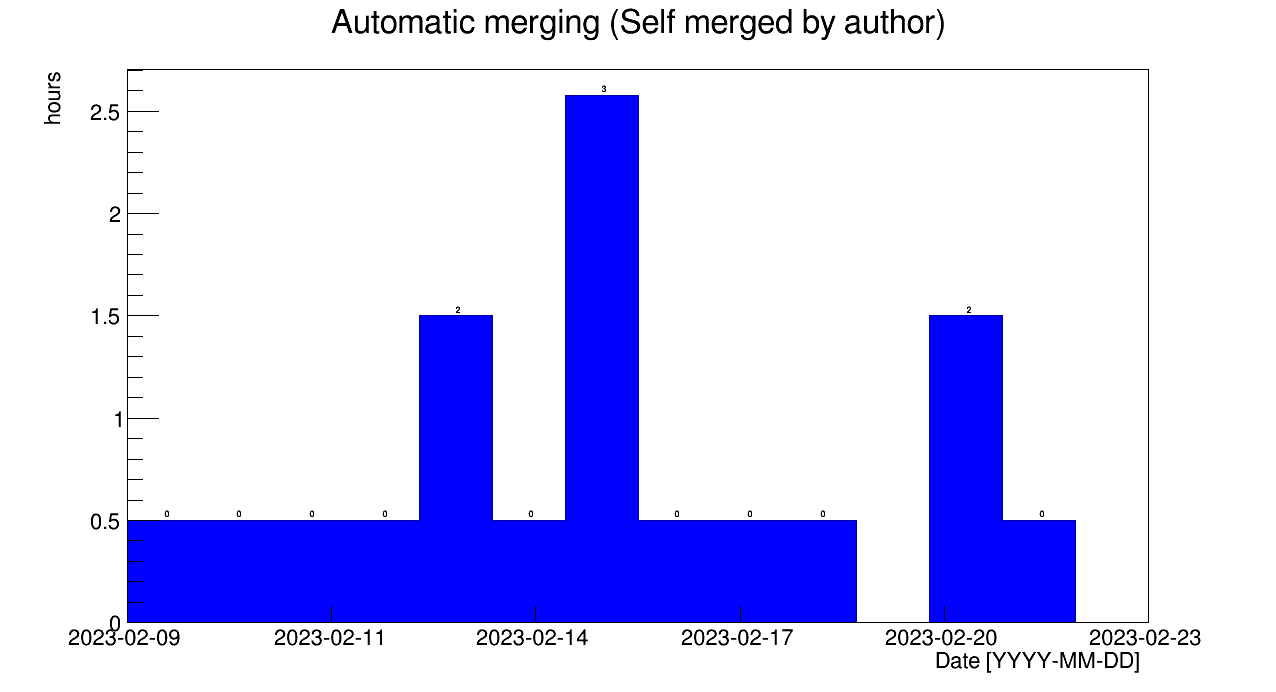 Automatic merging (Self merged by author)
hours
2.5
2
1.5
1
0.5
0
3
2
2
0 0 0 0 0 0 0 0 0
2023-02-09 2023-02-11 2023-02-14 2023-02-17 2023-02-20 2023-02-23
Date [YYYY-MM-DD]